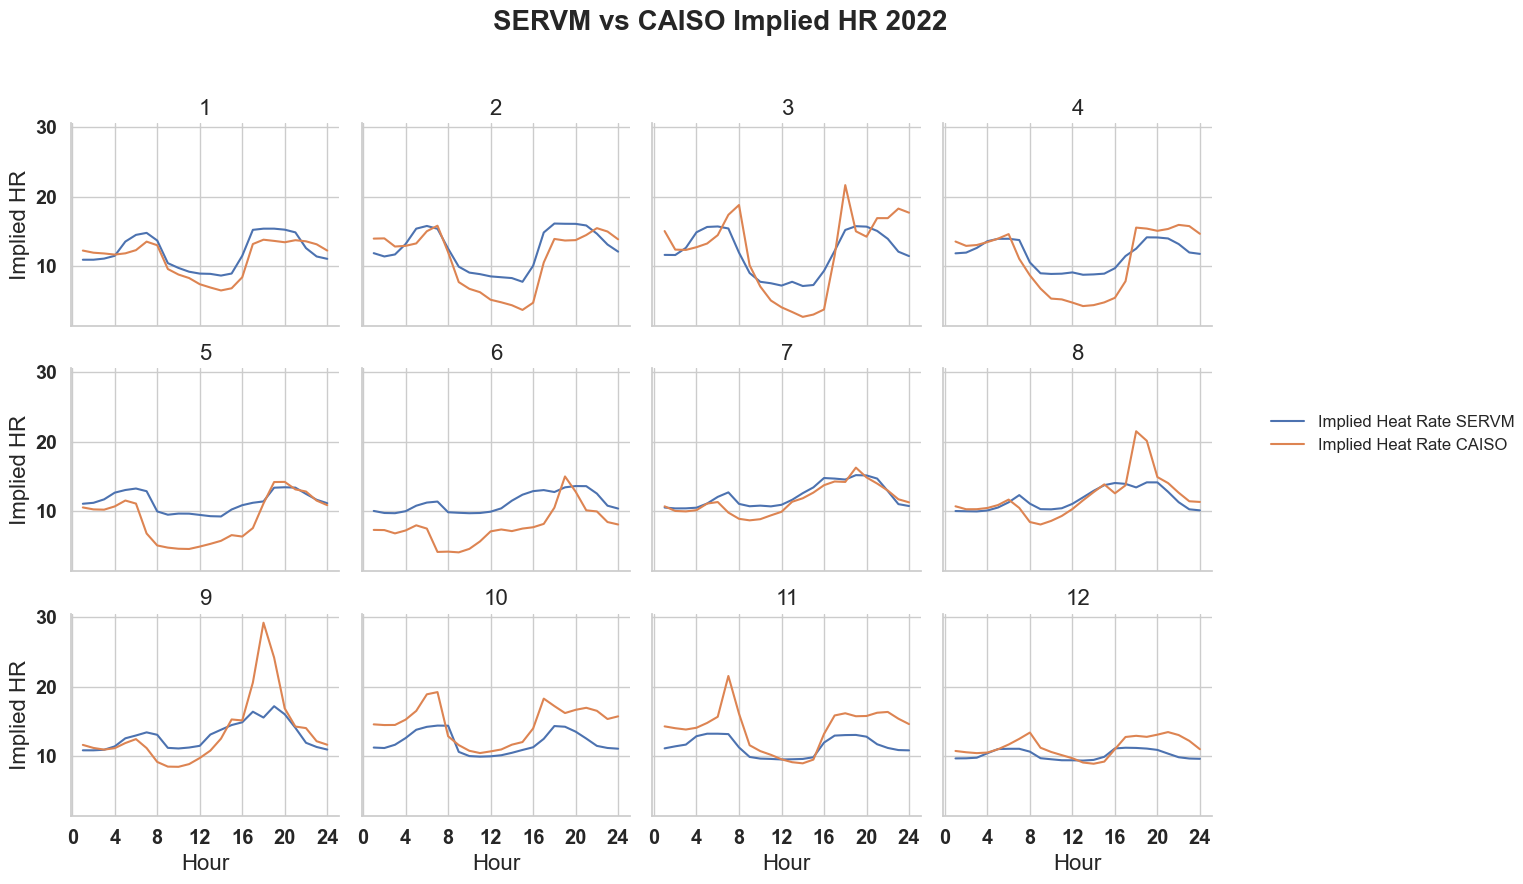 SERVM vs CAISO Implied HR 2022
1 2 3 4
30
20
10
Implied HR
5 6 7 8
30
20
10
Implied HR
Implied Heat Rate SERVM
Implied Heat Rate CAISO
9 10 11 12
30
20
10
Implied HR
0 4 8 12 16 20 24 0 4 8 12 16 20 24 0 4 8 12 16 20 24 0 4 8 12 16 20 24
Hour Hour Hour Hour